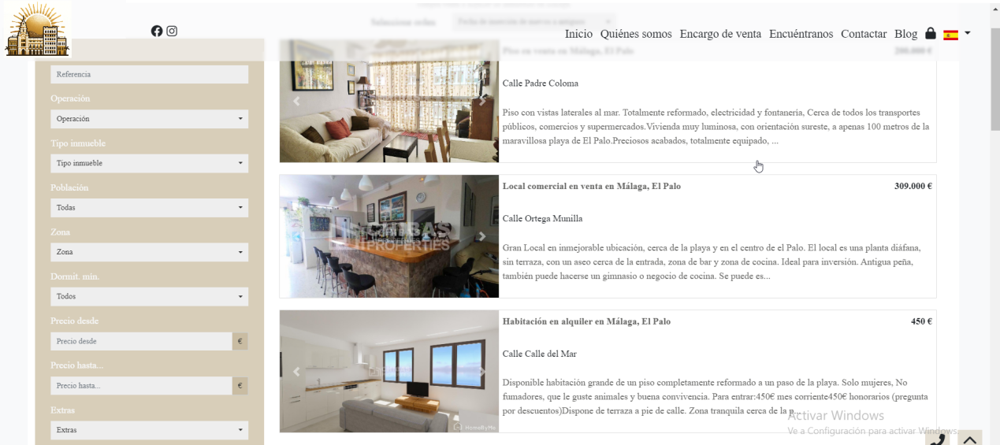 Seleccione orden Fecha de inserción de nuevos a antiguos
Inicio Quiénes somos Encargo de venta Encuéntranos Contactar Blog
Piso en venta en Málaga, El Palo
Referencia
Calle Padre Coloma
Operación
Operación
Piso con vistas laterales al mar. Totalmente reformado, electricidad y fontanería, Cerca de todos los transportes
públicos, comercios y supermercados.Vivienda muy luminosa, con orientación sureste, a apenas 100 metros de la
maravillosa playa de El Palo.Preciosos acabados, totalmente equipado, ...
Tipo inmueble
Tipo inmueble
Población
Todas
Zona
Zona
Dormit. min.
Todos
Precio desde
Precio desde €
Precio hasta...
Precio hasta... €
Extras
Extras
Local comercial en venta en Málaga, El Palo 309.000 €
Calle Ortega Munilla
Gran Local en inmejorable ubicación, cerca de la playa y en el centro de el Palo. El local es una planta diáfana,
sin terraza, con un aseo cerca de la entrada, zona de bar y zona de cocina. Ideal para inversión. Antigua peña,
también puede hacerse un gimnasio o negocio de cocina. Se puede es...
PROPERTIES
Habitación en alquiler en Málaga, El Palo 450 €
Calle Calle del Mar
Disponible habitación grande de un piso completamente reformado a un paso de la playa. Solo mujeres, No
fumadores, que le guste animales y buena convivencia. Para entrar:450€ mes corriente450€ honorarios (pregunta
por descuentos)Dispone de terraza a pie de calle. Zona tranquila cerca de la p...
HomeByMe
Activar Windows
Ve a Configuración para activar Windows.